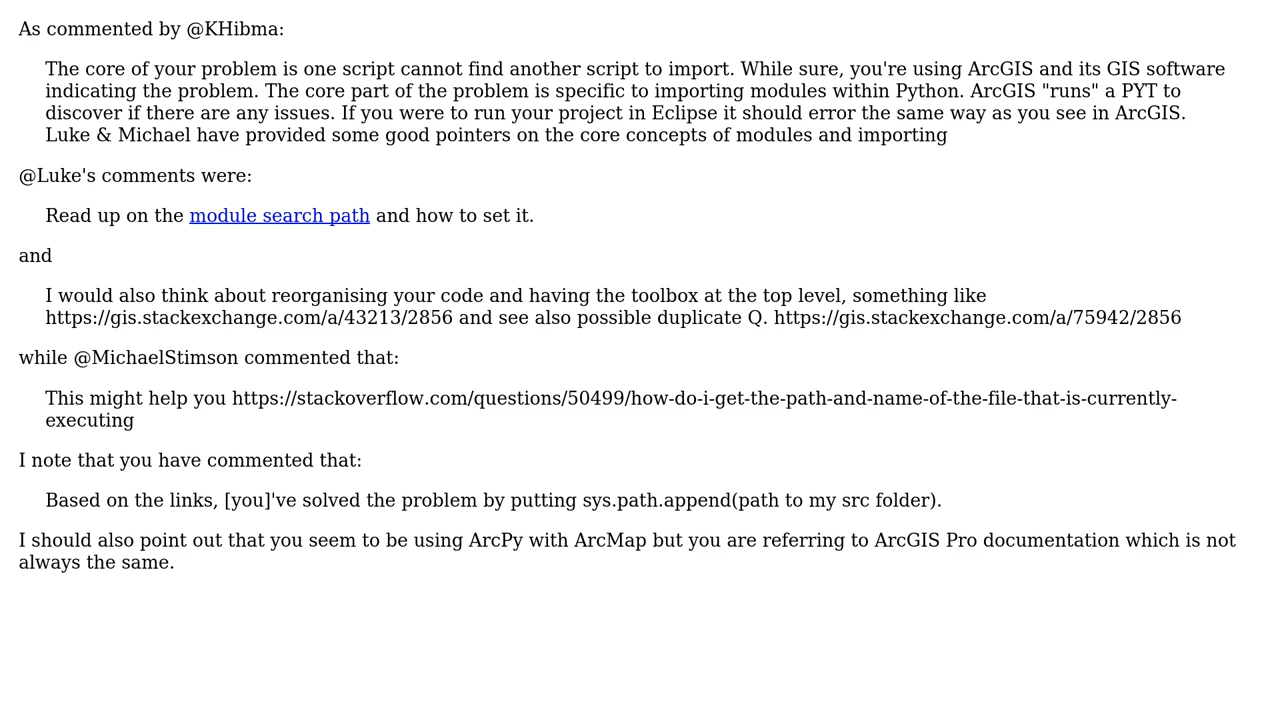 As commented by @KHibma:
The core of your problem is one script cannot find another script to import. While sure, you're using ArcGIS and its GIS software
indicating the problem. The core part of the problem is specific to importing modules within Python. ArcGIS "runs" a PYT to
discover if there are any issues. If you were to run your project in Eclipse it should error the same way as you see in ArcGIS.
Luke & Michael have provided some good pointers on the core concepts of modules and importing
@Luke's comments were:
Read up on the module search path and how to set it.
and
I would also think about reorganising your code and having the toolbox at the top level, something like
https://gis.stackexchange.com/a/43213/2856 and see also possible duplicate Q. https://gis.stackexchange.com/a/75942/2856
while @MichaelStimson commented that:
This might help you https://stackoverflow.com/questions/50499/how-do-i-get-the-path-and-name-of-the-file-that-is-currently-
executing
I note that you have commented that:
Based on the links, [you]'ve solved the problem by putting sys.path.append(path to my src folder).
I should also point out that you seem to be using ArcPy with ArcMap but you are referring to ArcGIS Pro documentation which is not
always the same.